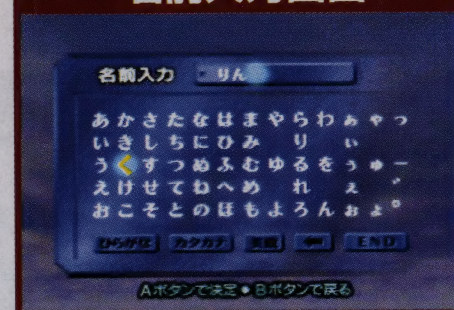 名前入力 りん
あかさたなはまやらわぁゃっ
いきしちにひみ り ぃ
うくすつぬふむゆるをぅゅー
えけせてねへめ れ ぇ ゛
おこそとのほもよろんぉょ゜
ひらがな カタカナ 英数 ← END
Aボタンで決定●Bボタンで戻る